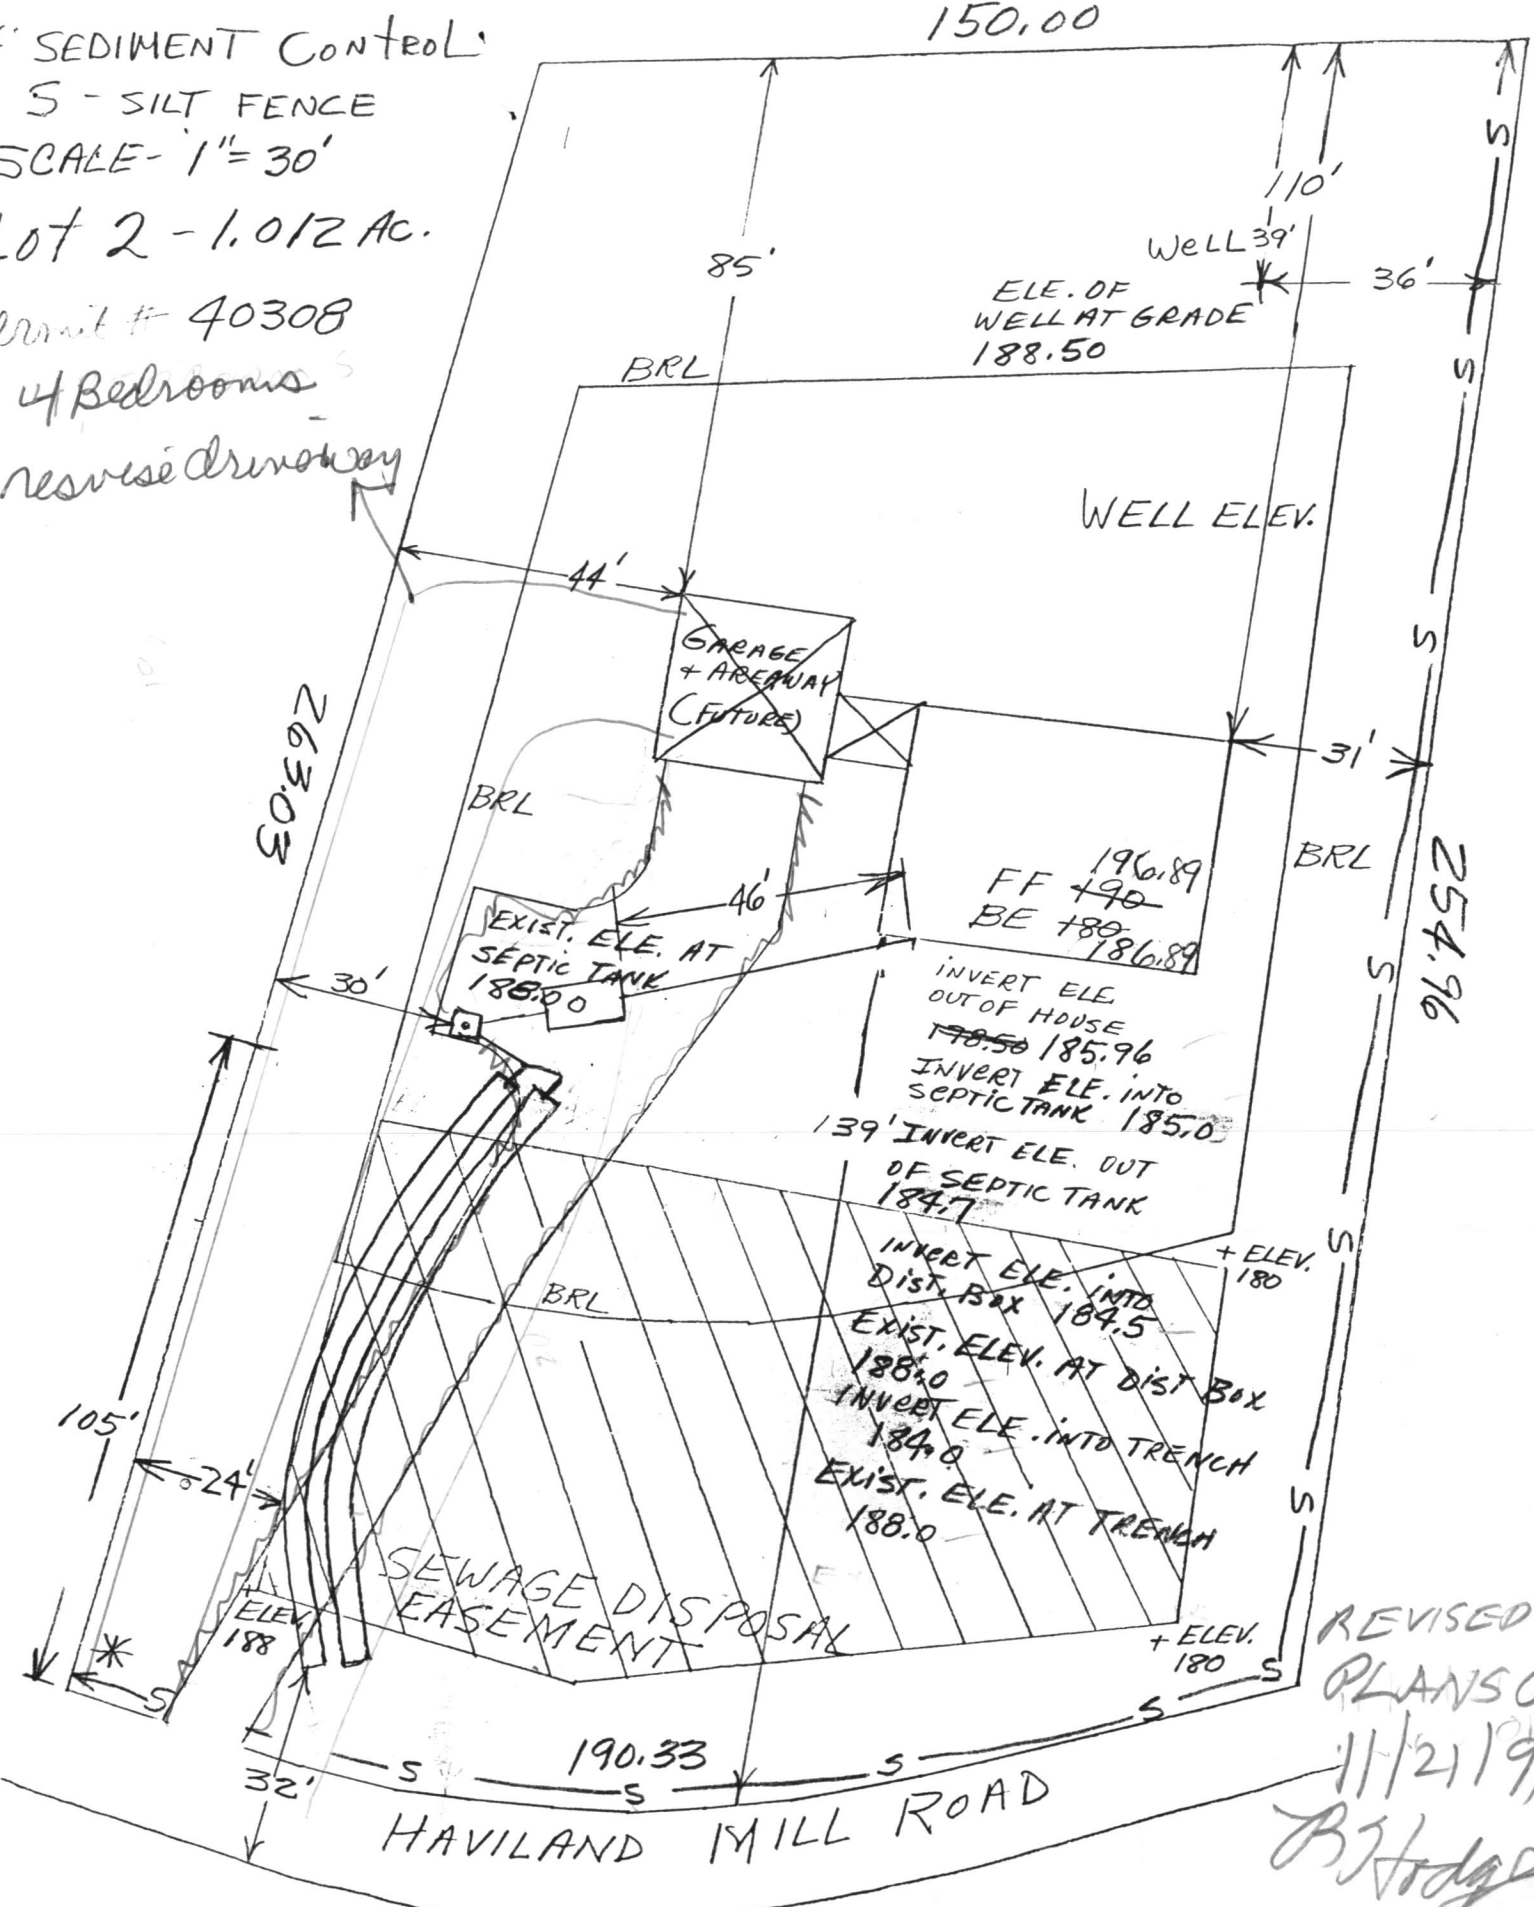 150.00
SEDIMENT CONTROL
S - SILT FENCE
SCALE - 1" = 30'
Lot 2 - 1.012 Ac.
Permit # 40308
4 Bedrooms
85'
110'
WELL 39'
36'
ELE. OF
WELL AT GRADE
188.50
BRL
WELL ELEV.
44'
GARAGE
+ AREAWAY
(FUTURE)
31'
263.03
BRL
BRL
254.96
196.89
FF 190
BE 180
186.89
46'
EXIST. ELE. AT
SEPTIC TANK
188.00
30'
INVERT ELE.
OUT OF HOUSE
198.50 185.96
INVERT ELE. INTO
SEPTIC TANK 185.0
139' INVERT ELE. OUT
OF SEPTIC TANK
184.7
INVERT ELE. INTO
DIST. BOX 184.5
+ ELEV.
180
BRL
EXIST. ELEV. AT DIST BOX
188.0
INVERT ELE. INTO TRENCH
184.0
EXIST. ELE. AT TRENCH
188.0
105'
24'
SEWAGE DISPOSAL
EASEMENT
ELEV.
188
+ ELEV.
180
*
S
S
S
S
S
S
S
S
S
S
S
S
S
190.33
32'
HAVILAND MILL ROAD
REVISED
PLANS
11/21/9